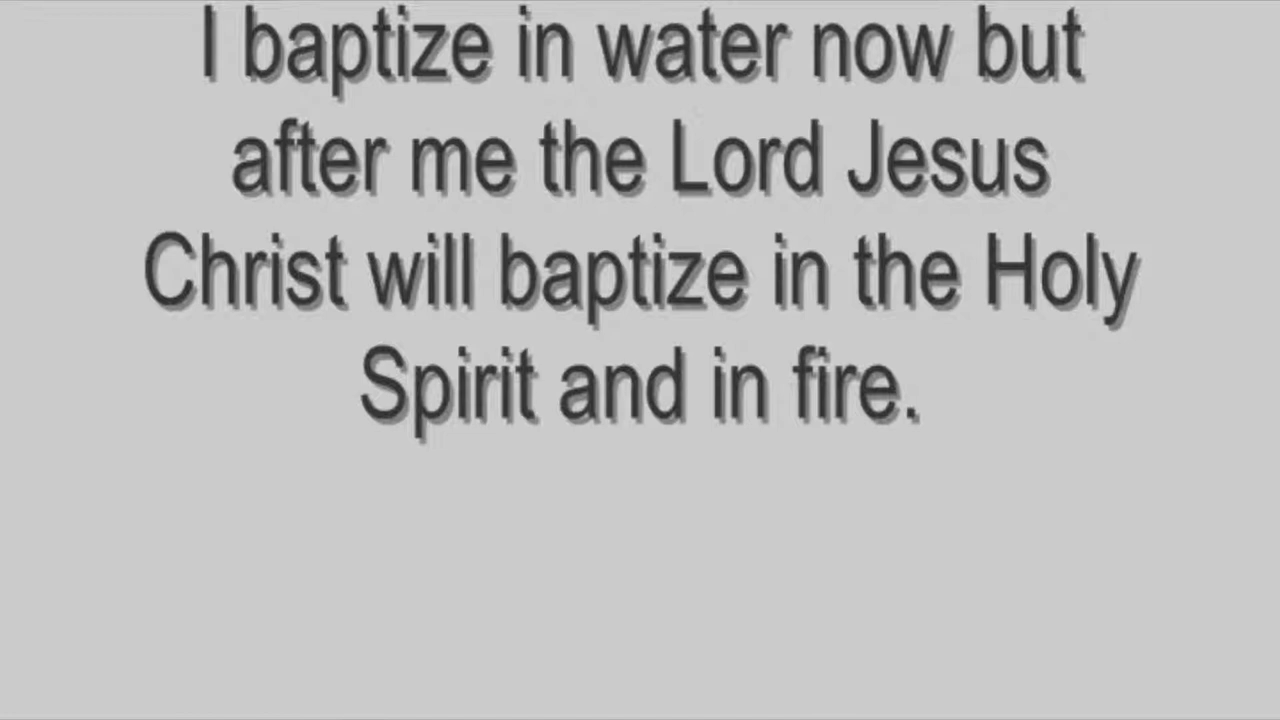 I baptize in water now but
after me the Lord Jesus
Christ will baptize in the Holy
Spirit and in fire.